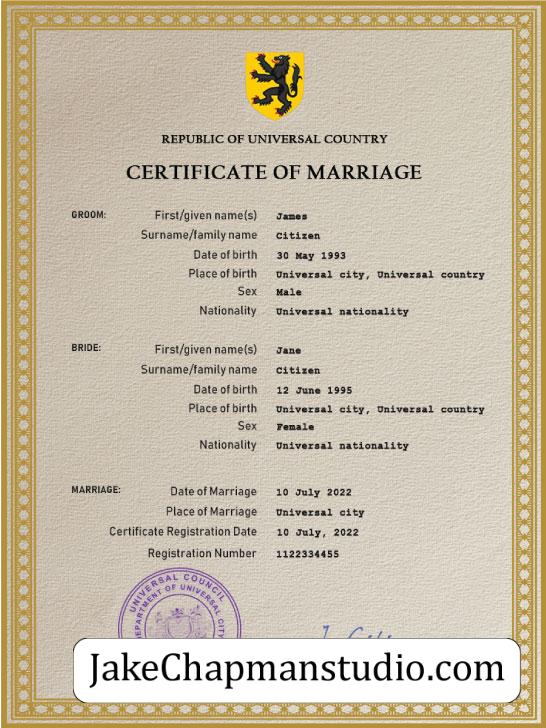 REPUBLIC OF UNIVERSAL COUNTRY
CERTIFICATE OF MARRIAGE
GROOM: First/given name(s) James
Surname/family name Citizen
Date of birth 30 May 1993
Place of birth Universal city, Universal country
Sex Male
Nationality Universal nationality
BRIDE: First/given name(s) Jane
Surname/family name Citizen
Date of birth 12 June 1995
Place of birth Universal city, Universal country
Sex Female
Nationality Universal nationality
MARRIAGE: Date of Marriage 10 July 2022
Place of Marriage Universal city
Certificate Registration Date 10 July, 2022
Registration Number 1122334455
UNIVERSAL COUNCIL
DEPARTMENT OF UNIVERSAL CITY
JakeChapmanstudio.com